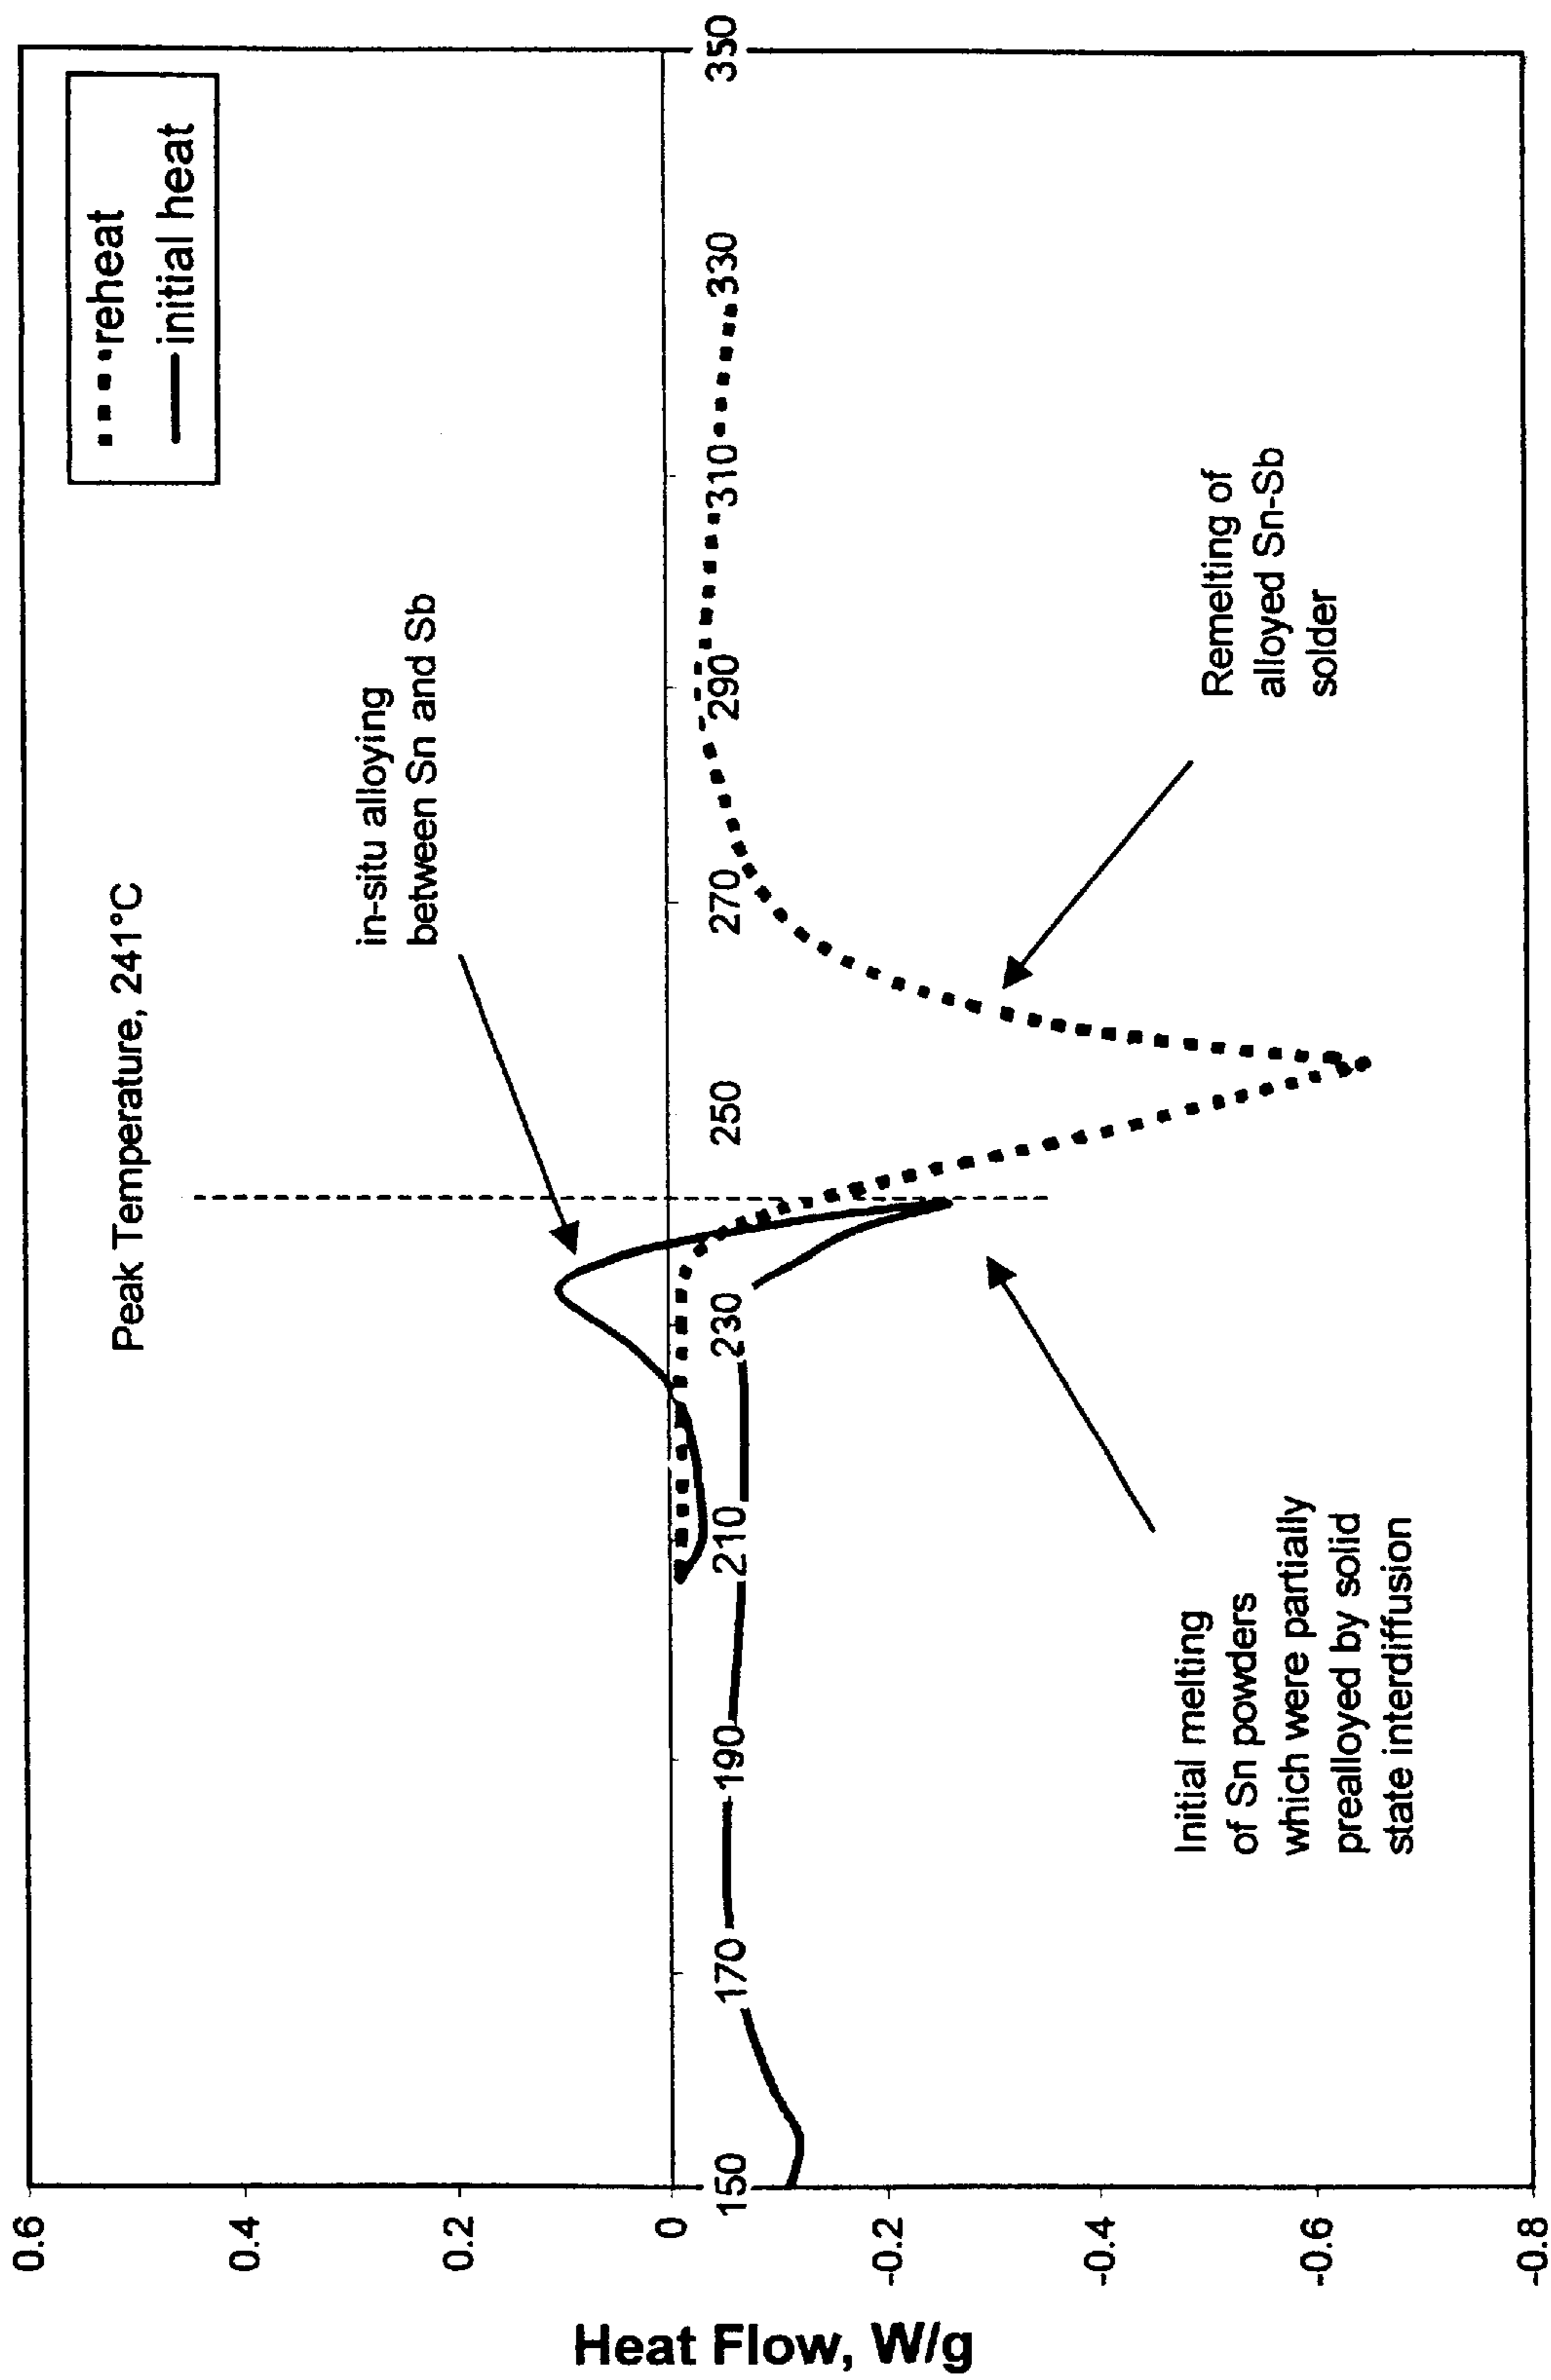 reheat
initial heat
Peak Temperature, 241°C
in-situ alloying
between Sn and Sb
0.6
0.4
0.2
0
-0.2
-0.4
-0.6
-0.8
Heat Flow, W/g
150
170
190
210
230
250
270
290
310
330
350
Initial melting
of Sn powders
which were partially
prealloyed by solid
state interdiffusion
Remelting of
alloyed Sn-Sb
solder